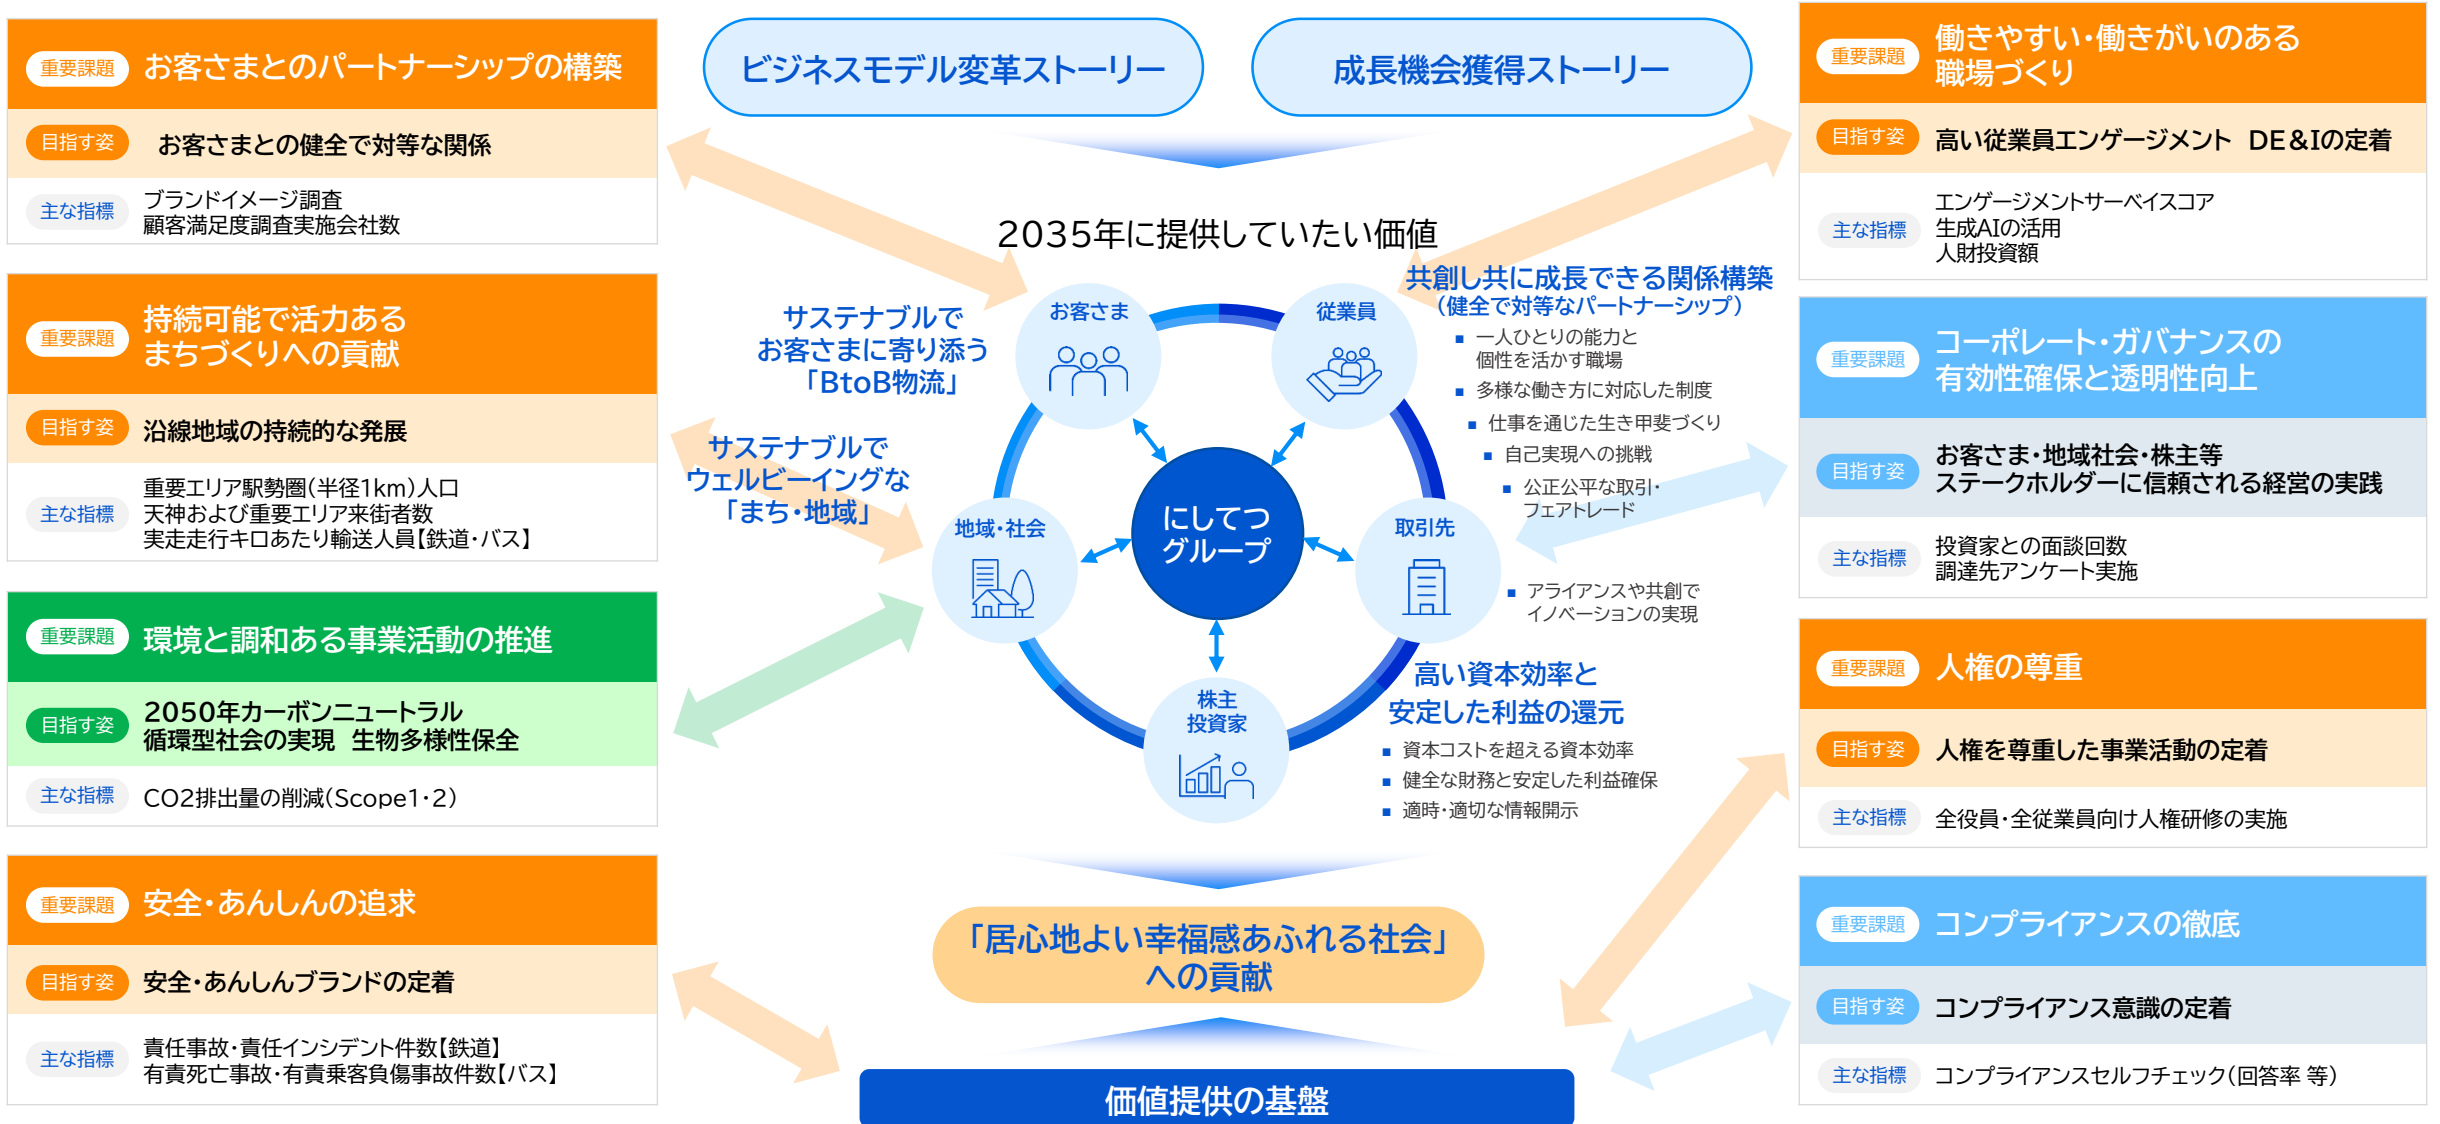 重要課題 お客さまとのパートナーシップの構築
目指す姿 お客さまとの健全で対等な関係
主な指標
ブランドイメージ調査
顧客満足度調査実施会社数
重要課題
持続可能で活力ある
まちづくりへの貢献
目指す姿 沿線地域の持続的な発展
主な指標
重要エリア駅勢圏(半径1km)人口
天神および重要エリア来街者数
実走走行キロあたり輸送人員【鉄道・バス】
重要課題 環境と調和ある事業活動の推進
目指す姿
2050年カーボンニュートラル
循環型社会の実現 生物多様性保全
主な指標 CO2排出量の削減(Scope1・2)
重要課題 安全・あんしんの追求
目指す姿 安全・あんしんブランドの定着
主な指標
責任事故・責任インシデント件数【鉄道】
有責死亡事故・有責乗客負傷事故件数【バス】
ビジネスモデル変革ストーリー
成長機会獲得ストーリー
2035年に提供していたい価値
サステナブルで
お客さまに寄り添う
「BtoB物流」
サステナブルで
ウェルビーイングな
「まち・地域」
お客さま
従業員
地域・社会
にしてつ
グループ
取引先
株主
投資家
共創し共に成長できる関係構築
(健全で対等なパートナーシップ)
▪ 一人ひとりの能力と
個性を活かす職場
▪ 多様な働き方に対応した制度
▪ 仕事を通じた生き甲斐づくり
▪ 自己実現への挑戦
▪ 公正公平な取引・
フェアトレード
▪ アライアンスや共創で
イノベーションの実現
高い資本効率と
安定した利益の還元
▪ 資本コストを超える資本効率
▪ 健全な財務と安定した利益確保
▪ 適時・適切な情報開示
「居心地よい幸福感あふれる社会」
への貢献
価値提供の基盤
重要課題
働きやすい・働きがいのある
職場づくり
目指す姿 高い従業員エンゲージメント DE&Iの定着
主な指標
エンゲージメントサーベイスコア
生成AIの活用
人財投資額
重要課題
コーポレート・ガバナンスの
有効性確保と透明性向上
目指す姿
お客さま・地域社会・株主等
ステークホルダーに信頼される経営の実践
主な指標
投資家との面談回数
調達先アンケート実施
重要課題 人権の尊重
目指す姿 人権を尊重した事業活動の定着
主な指標 全役員・全従業員向け人権研修の実施
重要課題 コンプライアンスの徹底
目指す姿 コンプライアンス意識の定着
主な指標 コンプライアンスセルフチェック(回答率 等)